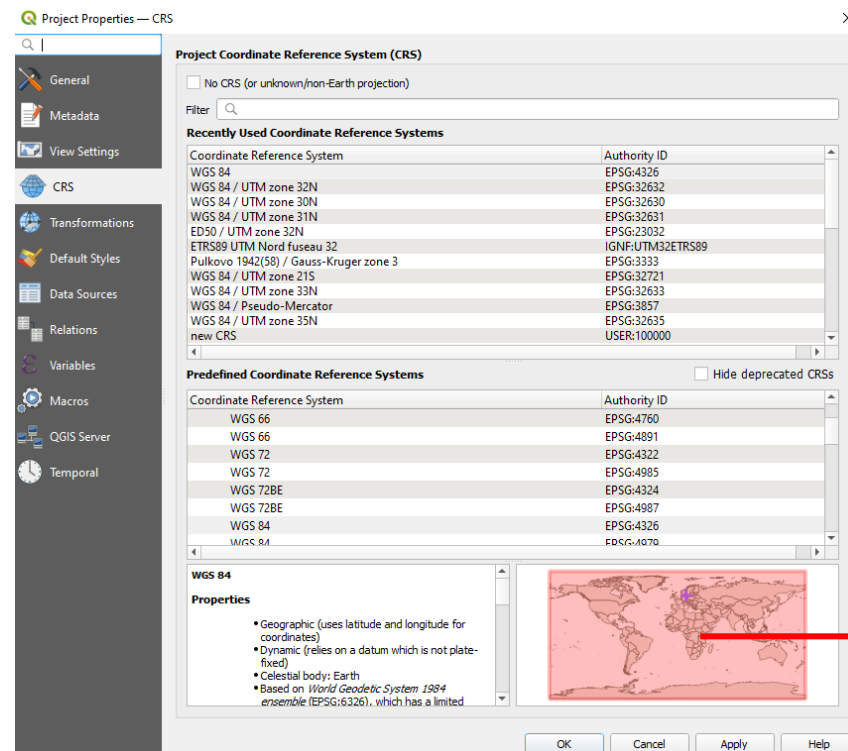 Project Properties — CRS
General
Metadata
View Settings
CRS
Transformations
Default Styles
Data Sources
Relations
Variables
Macros
QGIS Server
Temporal
Project Coordinate Reference System (CRS)
No CRS (or unknown/non-Earth projection)
Filter
Recently Used Coordinate Reference Systems
Coordinate Reference System Authority ID
WGS 84 EPSG:4326
WGS 84 / UTM zone 32N EPSG:32632
WGS 84 / UTM zone 30N EPSG:32630
WGS 84 / UTM zone 31N EPSG:32631
ED50 / UTM zone 32N EPSG:23032
ETRS89 UTM Nord fuseau 32 IGNF:UTM32ETRS89
Pulkovo 1942(58) / Gauss-Kruger zone 3 EPSG:3333
WGS 84 / UTM zone 21S EPSG:32721
WGS 84 / UTM zone 33N EPSG:32633
WGS 84 / Pseudo-Mercator EPSG:3857
WGS 84 / UTM zone 35N EPSG:32635
new CRS USER:100000
Predefined Coordinate Reference Systems Hide deprecated CRSs
Coordinate Reference System Authority ID
WGS 66 EPSG:4760
WGS 66 EPSG:4891
WGS 72 EPSG:4322
WGS 72 EPSG:4985
WGS 72BE EPSG:4324
WGS 72BE EPSG:4987
WGS 84 EPSG:4326
WGS 84 EPSG:4979
WGS 84
Properties
• Geographic (uses latitude and longitude for
coordinates)
• Dynamic (relies on a datum which is not plate-
fixed)
• Celestial body: Earth
• Based on World Geodetic System 1984
ensemble (EPSG:6326), which has a limited
OK Cancel Apply Help